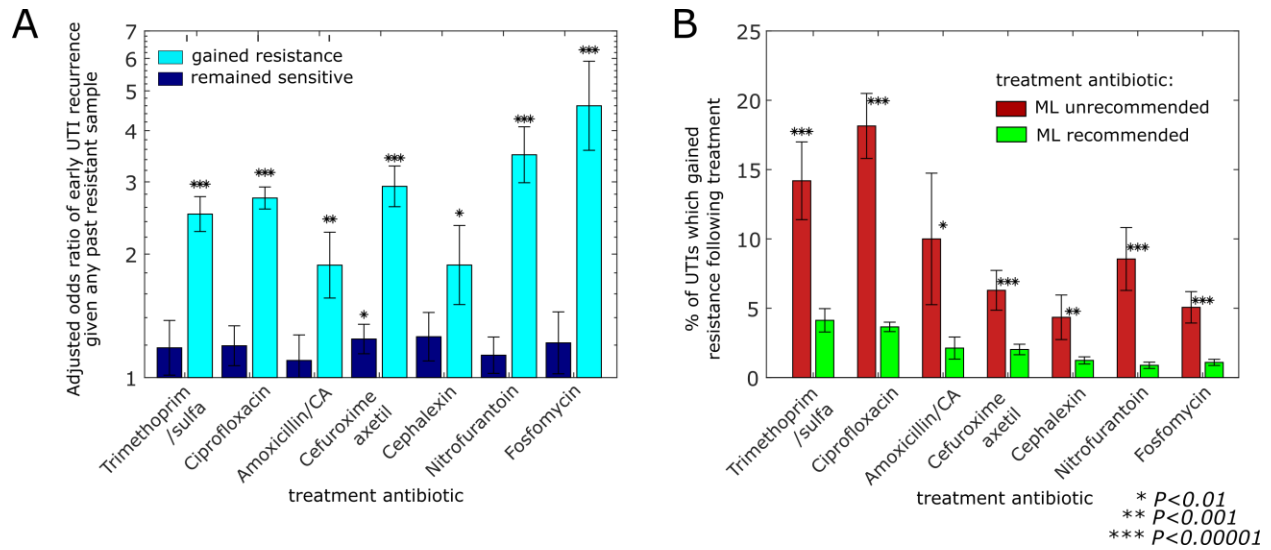 A
Adjusted odds ratio of early UTI recurrence
given any past resistant sample
7
6
5
4
3
2
1
gained resistance
remained sensitive
***
***
**
*
***
*
***
***
Trimethoprim
/sulfa
Ciprofloxacin
Amoxicillin/CA
Cefuroxime
axetil
Cephalexin
Nitrofurantoin
Fosfomycin
treatment antibiotic
B
% of UTIs which gained
resistance following treatment
25
20
15
10
5
0
treatment antibiotic:
ML unrecommended
ML recommended
***
***
*
***
**
***
***
Trimethoprim
/sulfa
Ciprofloxacin
Amoxicillin/CA
Cefuroxime
axetil
Cephalexin
Nitrofurantoin
Fosfomycin
treatment antibiotic
* P<0.01
** P<0.001
*** P<0.00001